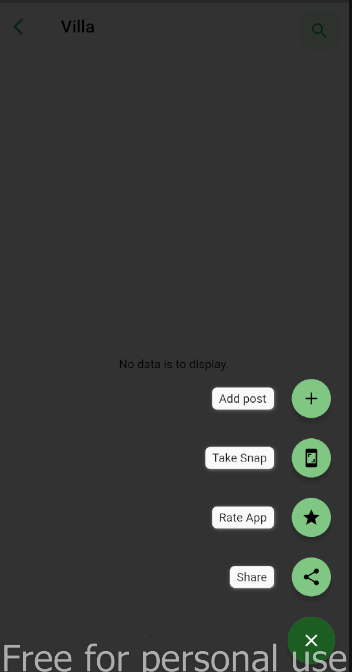 Villa
No data is to display.
Add post
Take Snap
Rate App
Share
Free for personal use